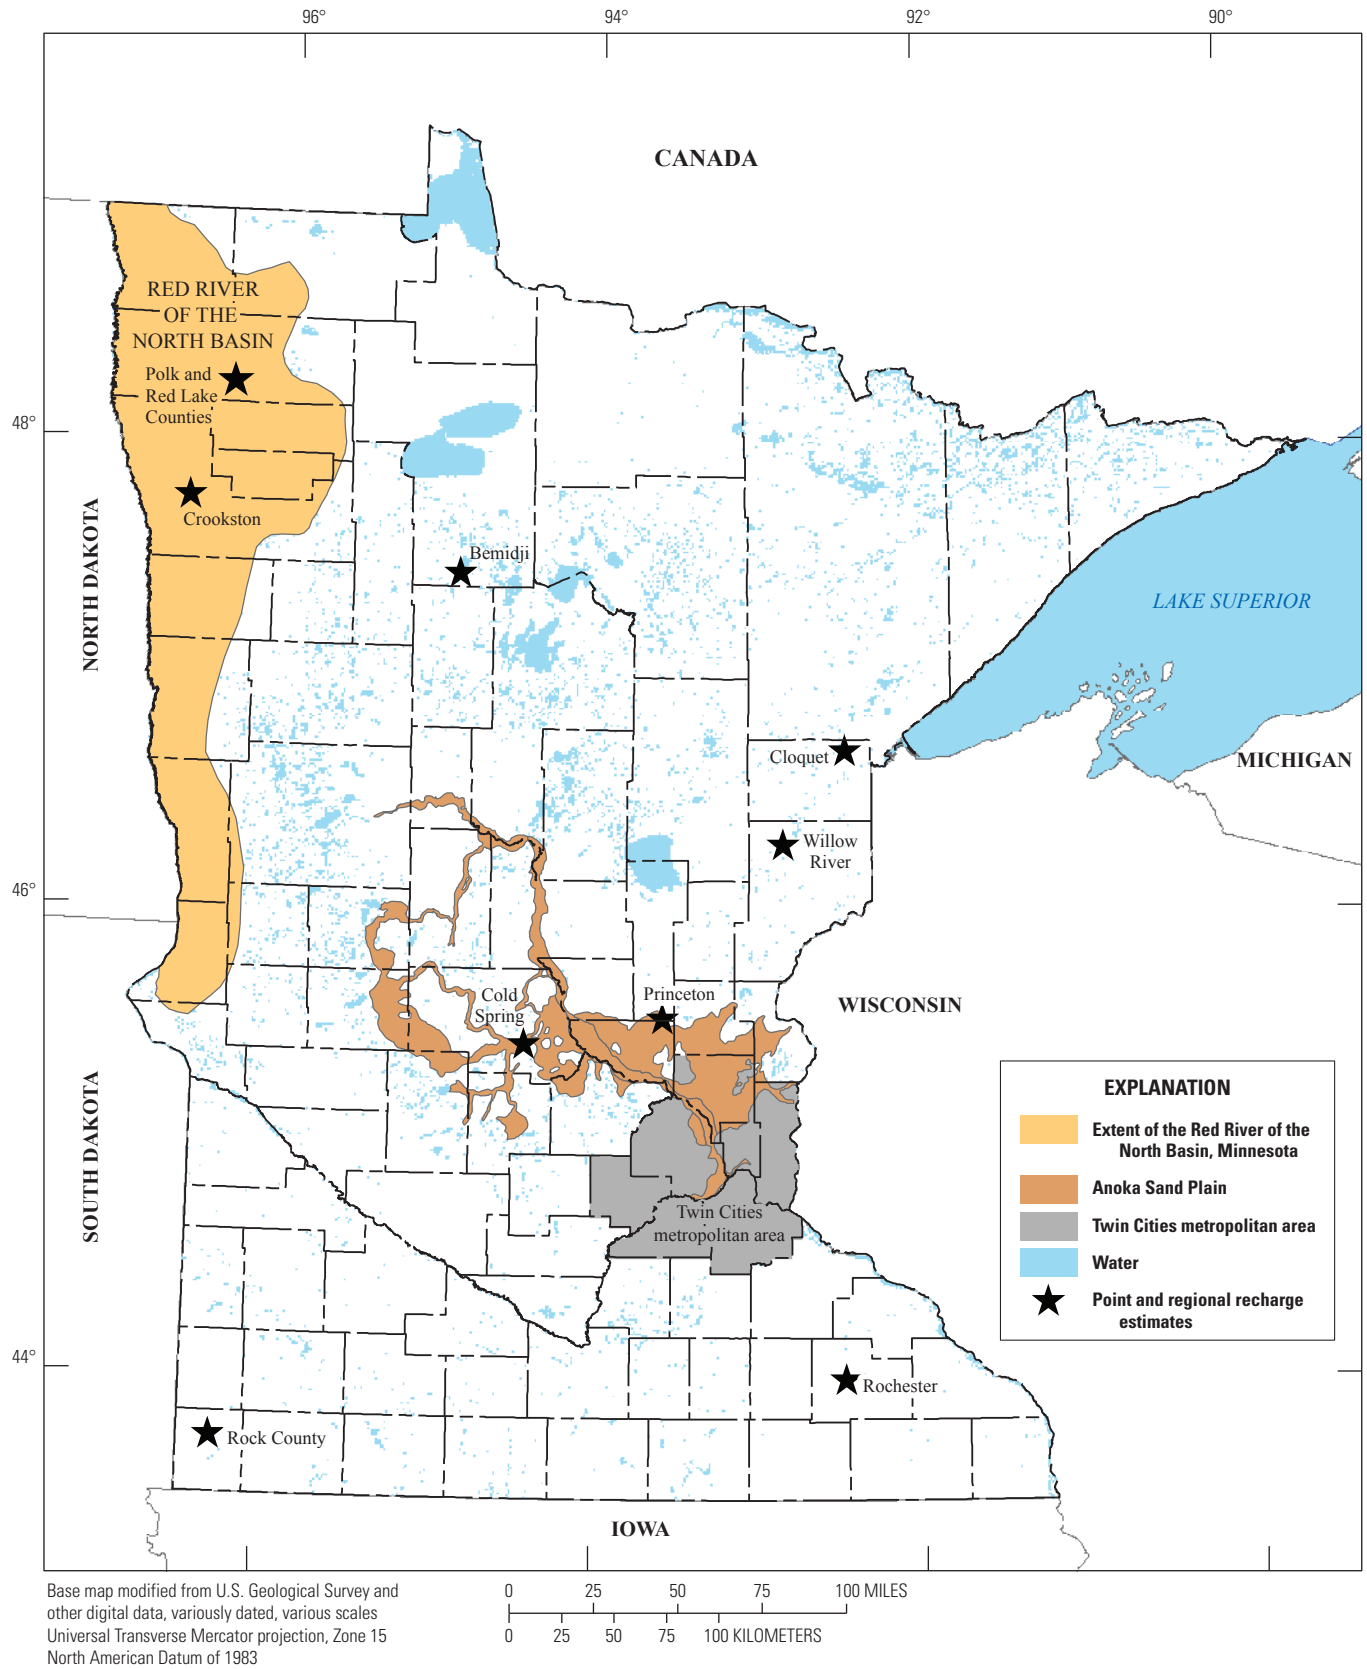 96°
94°
92°
90°
CANADA
RED RIVER
OF THE
NORTH BASIN
Polk and
Red Lake
Counties
48°
Crookston
NORTH DAKOTA
Bemidji
LAKE SUPERIOR
Cloquet
MICHIGAN
Willow
River
46°
Cold
Spring
Princeton
WISCONSIN
SOUTH DAKOTA
Twin Cities
metropolitan area
EXPLANATION
Extent of the Red River of the
North Basin, Minnesota
Anoka Sand Plain
Twin Cities metropolitan area
Water
Point and regional recharge
estimates
44°
Rochester
Rock County
IOWA
Base map modified from U.S. Geological Survey and
other digital data, variously dated, various scales
Universal Transverse Mercator projection, Zone 15
North American Datum of 1983
0 25 50 75 100 MILES
0 25 50 75 100 KILOMETERS